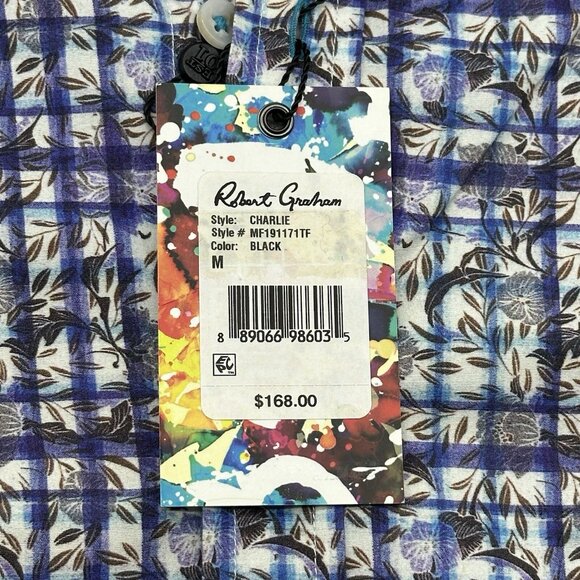 Robert Graham
Style: CHARLIE
Style # MF191171TF
Color: BLACK
M
8 89066 98603 5
$168.00